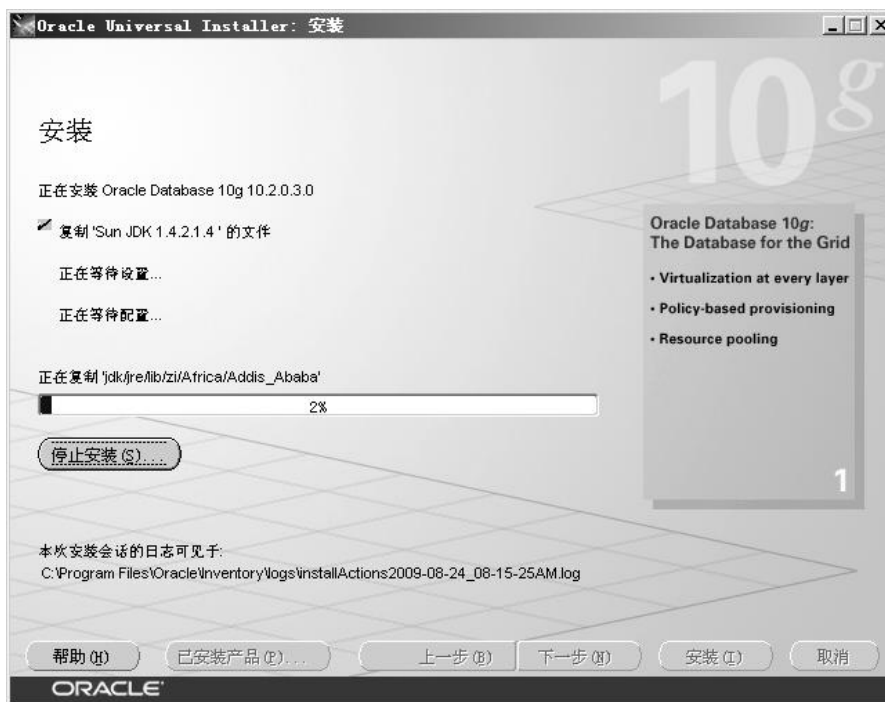 Oracle Universal Installer: 安装
10g
安装
正在安装 Oracle Database 10g 10.2.0.3.0
复制 'Sun JDK 1.4.2.1.4 ' 的文件
正在等待设置...
正在等待配置...
Oracle Database 10g:
The Database for the Grid
• Virtualization at every layer
• Policy-based provisioning
• Resource pooling
正在复制 'jdk/jre/lib/zi/Africa/Addis_Ababa'
2%
停止安装(S)...
1
本次安装会话的日志可见于:
C:\Program Files\Oracle\Inventory\logs\installActions2009-08-24_08-15-25AM.log
帮助(H)
已安装产品(P)...
上一步(B)
下一步(N)
安装(I)
取消
ORACLE